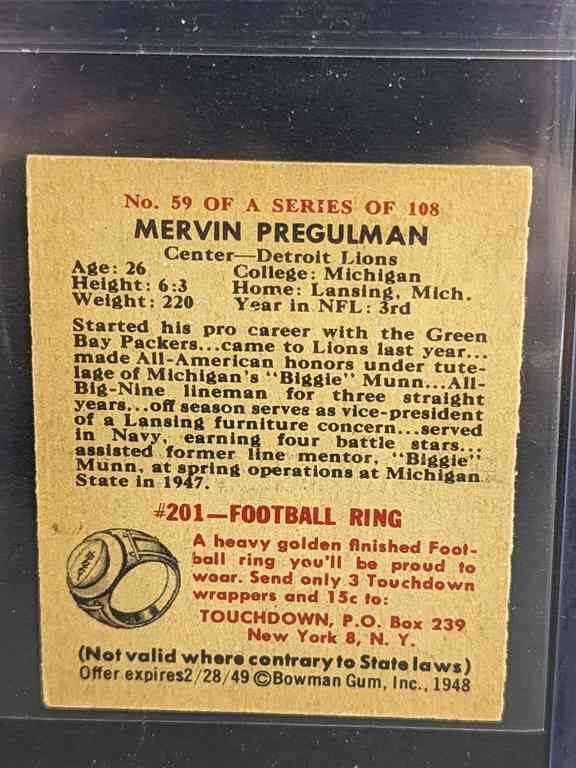 No. 59 OF A SERIES OF 108
MERVIN PREGULMAN
Center—Detroit Lions
Age: 26
College: Michigan
Height: 6:3
Home: Lansing, Mich.
Weight: 220
Year in NFL: 3rd
Started his pro career with the Green
Bay Packers...came to Lions last year...
made All-American honors under tute-
lage of Michigan's "Biggie" Munn...All-
Big-Nine lineman for three straight
years...off season serves as vice-president
of a Lansing furniture concern...served
in Navy, earning four battle stars...
assisted former line mentor, "Biggie"
Munn, at spring operations at Michigan
State in 1947.
#201—FOOTBALL RING
A heavy golden finished Foot-
ball ring you'll be proud to
wear. Send only 3 Touchdown
wrappers and 15c to:
TOUCHDOWN, P.O. Box 239
New York 8, N. Y.
(Not valid where contrary to State laws)
Offer expires2/28/49 ©Bowman Gum, Inc., 1948